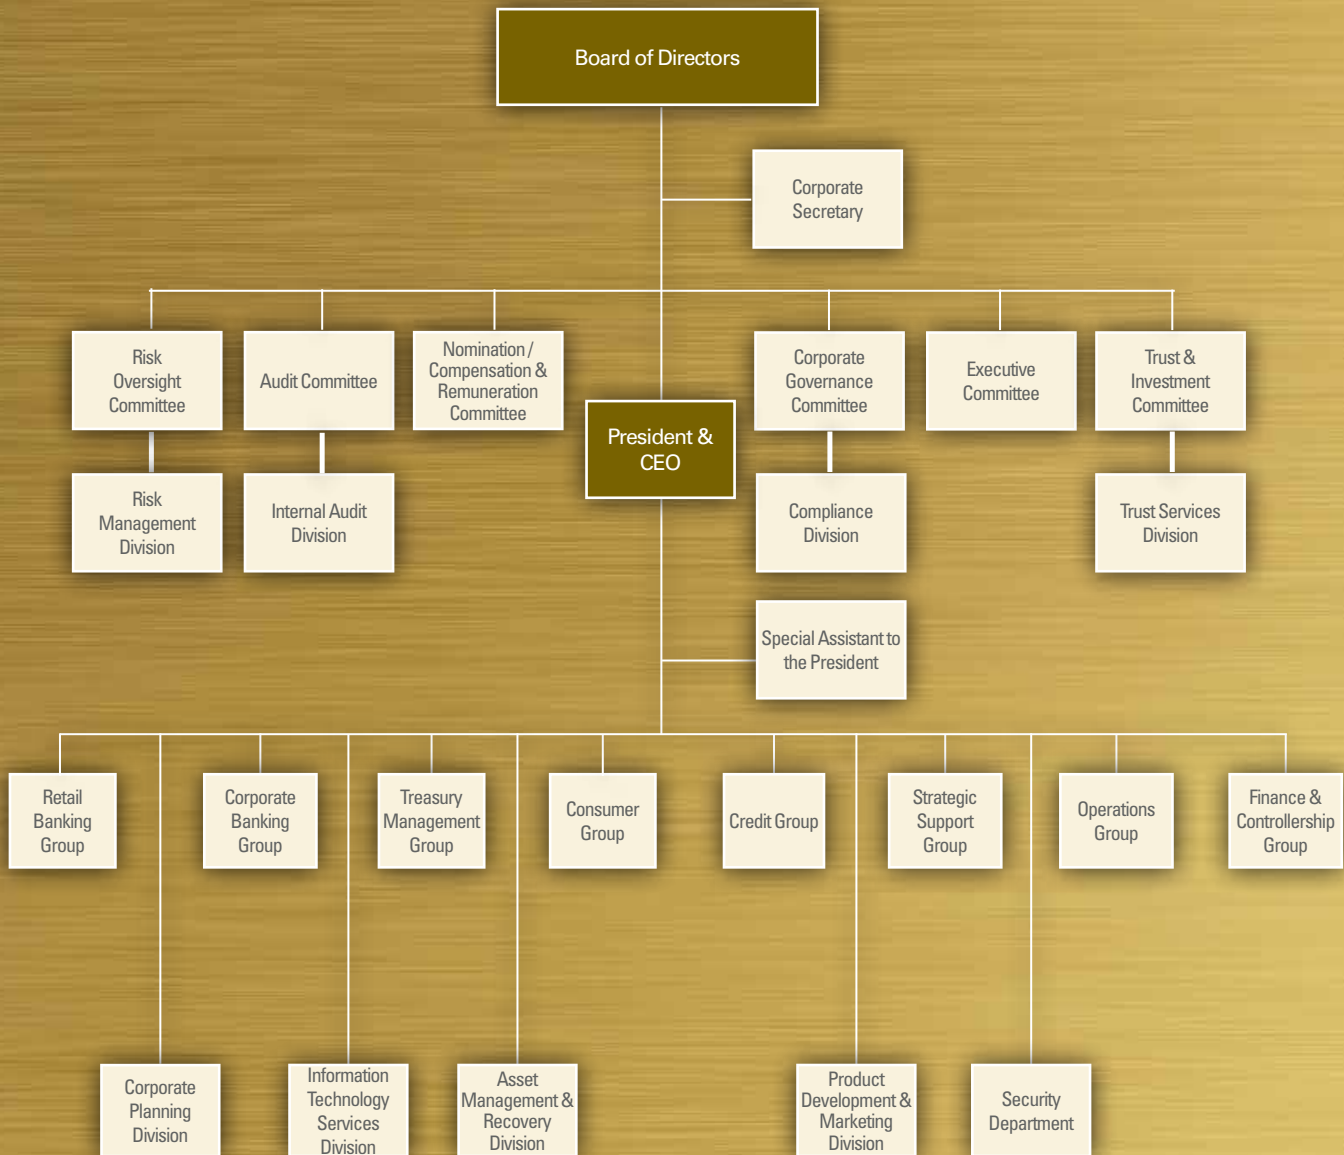 Board of Directors
Corporate
Secretary
Risk
Oversight
Committee
Audit Committee
Nomination /
Compensation &
Remuneration
Committee
President &
CEO
Corporate
Governance
Committee
Executive
Committee
Trust &
Investment
Committee
Risk
Management
Division
Internal Audit
Division
Compliance
Division
Trust Services
Division
Special Assistant to
the President
Retail
Banking
Group
Corporate
Banking
Group
Treasury
Management
Group
Consumer
Group
Credit Group
Strategic
Support
Group
Operations
Group
Finance &
Controllership
Group
Corporate
Planning
Division
Information
Technology
Services
Division
Asset
Management &
Recovery
Division
Product
Development &
Marketing
Division
Security
Department